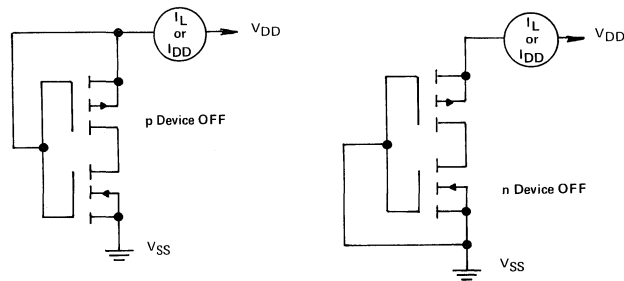 I_L
or
I_DD
V_DD
p Device OFF
V_SS
I_L
or
I_DD
V_DD
n Device OFF
V_SS